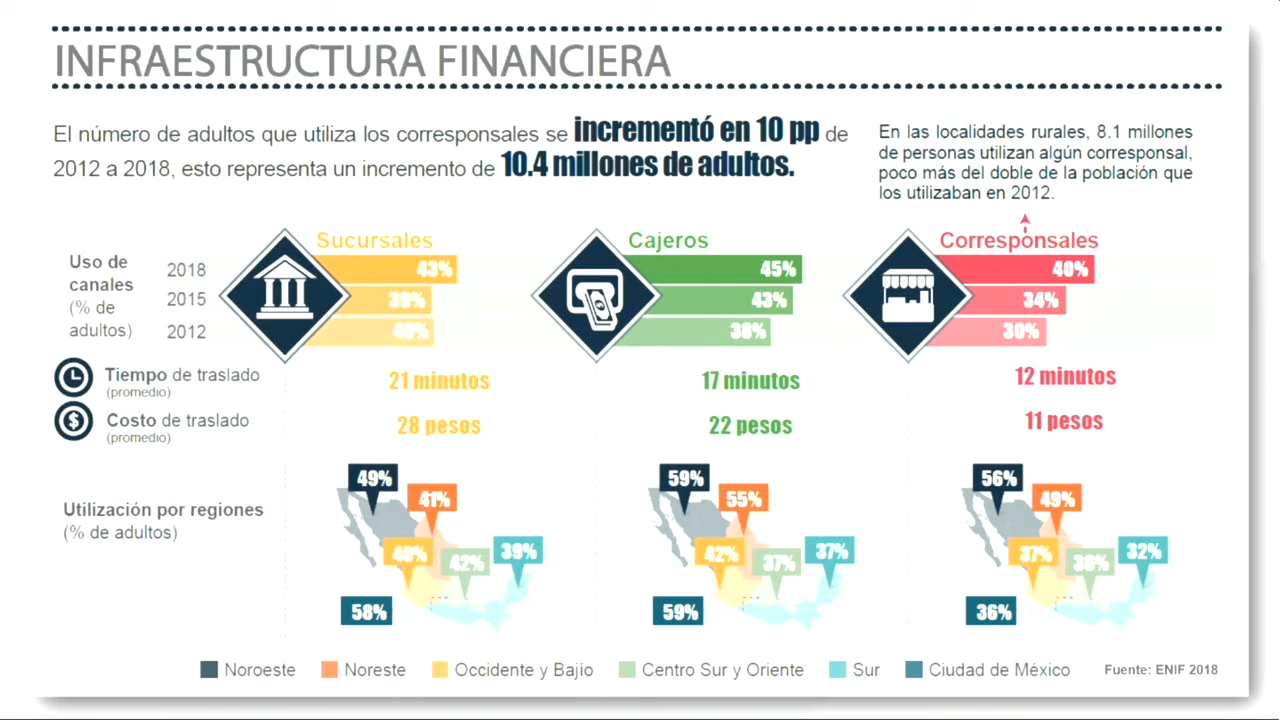 INFRAESTRUCTURA FINANCIERA
El número de adultos que utiliza los corresponsales se incrementó en 10 pp de
2012 a 2018, esto representa un incremento de 10.4 millones de adultos.
En las localidades rurales, 8.1 millones
de personas utilizan algún corresponsal,
poco más del doble de la población que
los utilizaban en 2012.
Sucursales
Cajeros
Corresponsales
Uso de
canales
(% de
adultos)
2018
43%
45%
40%
2015
39%
43%
34%
2012
40%
38%
30%
Tiempo de traslado
(promedio)
21 minutos
17 minutos
12 minutos
Costo de traslado
(promedio)
28 pesos
22 pesos
11 pesos
Utilización por regiones
(% de adultos)
49%
41%
40%
42%
39%
58%
59%
55%
42%
37%
37%
59%
56%
49%
37%
32%
36%
Noroeste
Noreste
Occidente y Bajío
Centro Sur y Oriente
Sur
Ciudad de México
Fuente: ENIF 2018